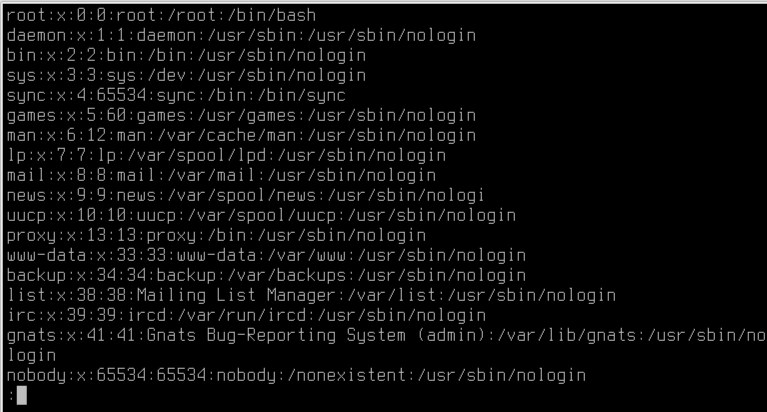 root:x:0:0:root:/root:/bin/bash
daemon:x:1:1:daemon:/usr/sbin:/usr/sbin/nologin
bin:x:2:2:bin:/bin:/usr/sbin/nologin
sys:x:3:3:sys:/dev:/usr/sbin/nologin
sync:x:4:65534:sync:/bin:/bin/sync
games:x:5:60:games:/usr/games:/usr/sbin/nologin
man:x:6:12:man:/var/cache/man:/usr/sbin/nologin
lp:x:7:7:lp:/var/spool/lpd:/usr/sbin/nologin
mail:x:8:8:mail:/var/mail:/usr/sbin/nologin
news:x:9:9:news:/var/spool/news:/usr/sbin/nologi
uucp:x:10:10:uucp:/var/spool/uucp:/usr/sbin/nologin
proxy:x:13:13:proxy:/bin:/usr/sbin/nologin
www-data:x:33:33:www-data:/var/www:/usr/sbin/nologin
backup:x:34:34:backup:/var/backups:/usr/sbin/nologin
list:x:38:38:Mailing List Manager:/var/list:/usr/sbin/nologin
irc:x:39:39:ircd:/var/run/ircd:/usr/sbin/nologin
gnats:x:41:41:Gnats Bug-Reporting System (admin):/var/lib/gnats:/usr/sbin/no
login
nobody:x:65534:65534:nobody:/nonexistent:/usr/sbin/nologin
: